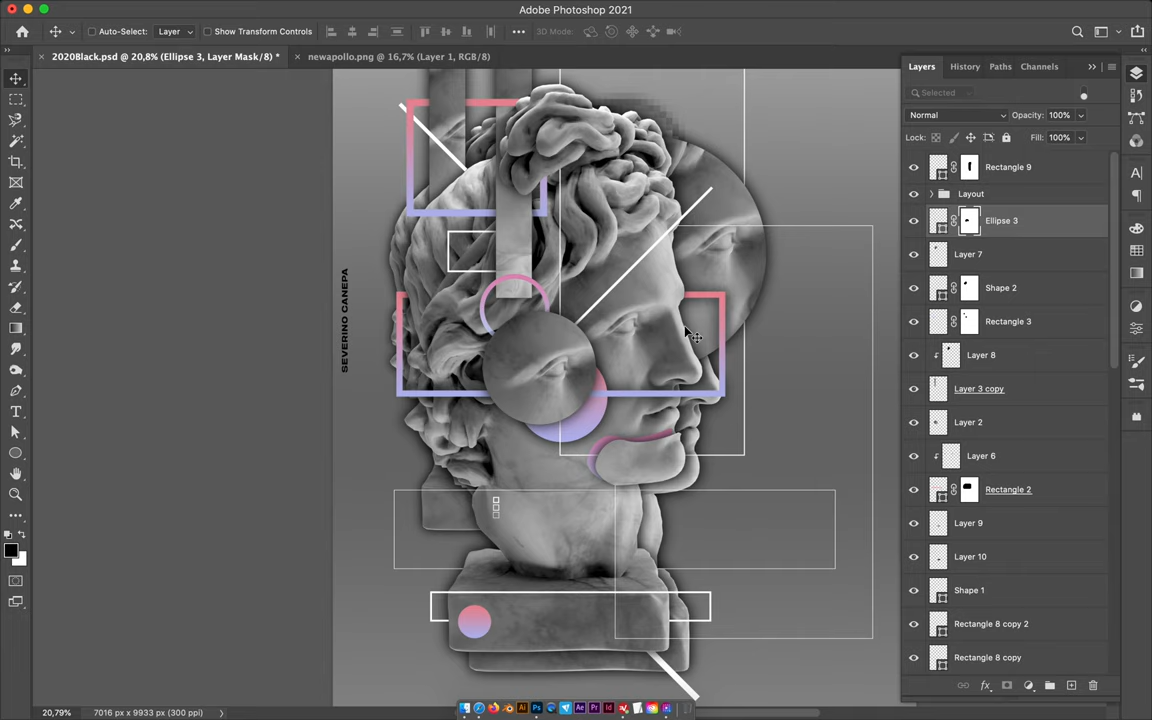 Adobe Photoshop 2021
Auto-Select: Layer Show Transform Controls 3D Mode:
2020Black.psd @ 20,8% (Ellipse 3, Layer Mask/8) * newapollo.png @ 16,7% (Layer 1, RGB/8)
Layers History Paths Channels
Selected
Normal Opacity: 100%
Lock: Fill: 100%
Rectangle 9
Layout
Ellipse 3
Layer 7
Shape 2
Rectangle 3
Layer 8
Layer 3 copy
Layer 2
Layer 6
Rectangle 2
Layer 9
Layer 10
Shape 1
Rectangle 8 copy 2
Rectangle 8 copy
SEVERINO CANEPA
20,79% 7016 px x 9933 px (300 ppi)